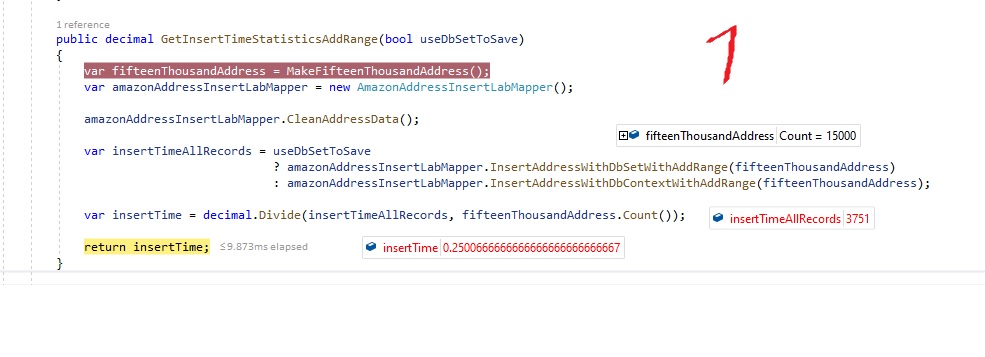 1 reference
public decimal GetInsertTimeStatisticsAddRange(bool useDbSetToSave)
1
{
var fifteenThousandAddress = MakeFifteenThousandAddress();
var amazonAddressInsertLabMapper = new AmazonAddressInsertLabMapper();
amazonAddressInsertLabMapper.CleanAddressData();
fifteenThousandAddress Count = 15000
var insertTimeAllRecords = useDbSetToSave
? amazonAddressInsertLabMapper.InsertAddressWithDbSetWithAddRange(fifteenThousandAddress)
: amazonAddressInsertLabMapper.InsertAddressWithDbContextWithAddRange(fifteenThousandAddress);
var insertTime = decimal.Divide(insertTimeAllRecords, fifteenThousandAddress.Count()); insertTimeAllRecords 3751
return insertTime; ≤9.873ms elapsed insertTime 0.2500666666666666666666666667
}